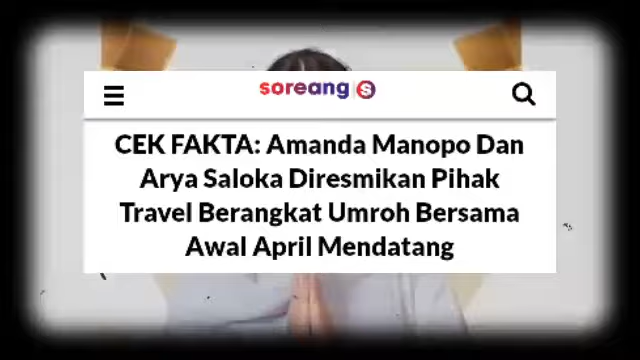 soreang S
CEK FAKTA: Amanda Manopo Dan
Arya Saloka Diresmikan Pihak
Travel Berangkat Umroh Bersama
Awal April Mendatang